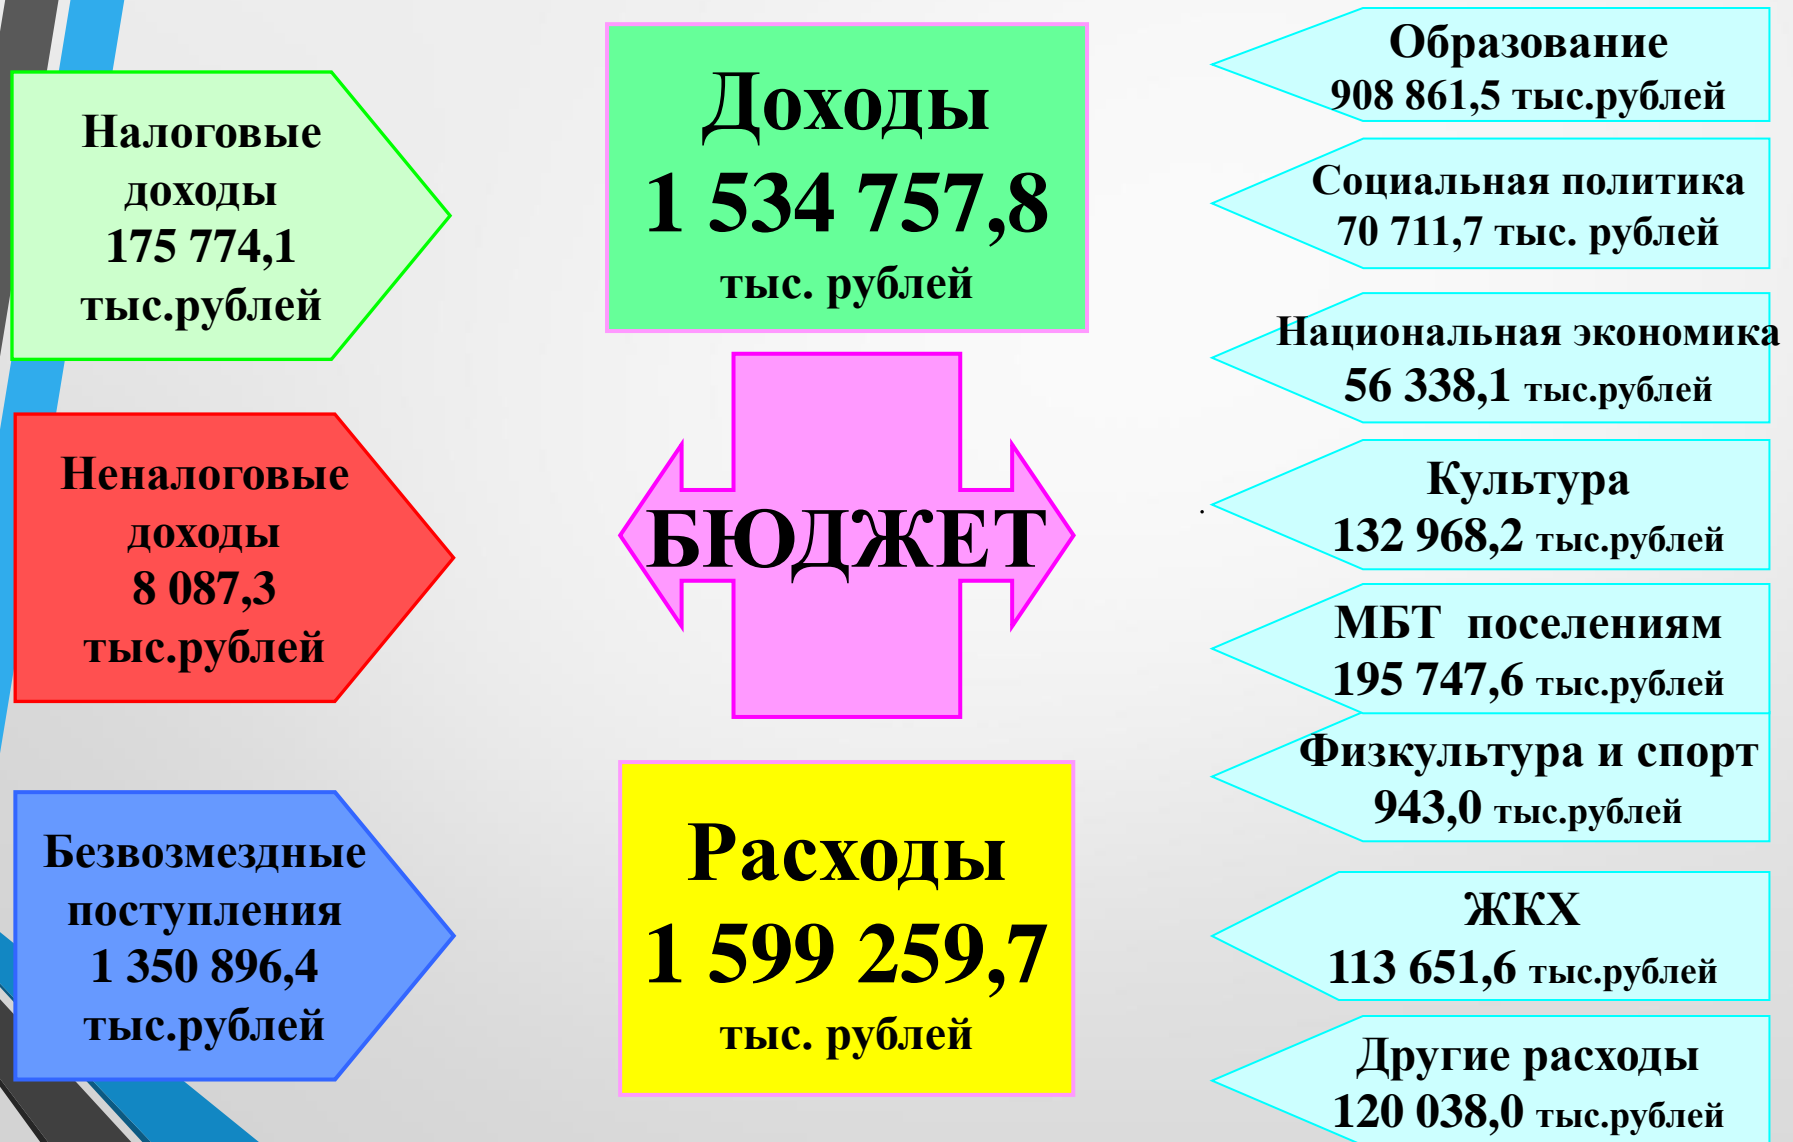 Налоговые
доходы
175 774,1
тыс.рублей
Неналоговые
доходы
8 087,3
тыс.рублей
Безвозмездные
поступления
1 350 896,4
тыс.рублей
Доходы
1 534 757,8
тыс. рублей
БЮДЖЕТ
Расходы
1 599 259,7
тыс. рублей
Образование
908 861,5 тыс.рублей
Социальная политика
70 711,7 тыс. рублей
Национальная экономика
56 338,1 тыс.рублей
.
Культура
132 968,2 тыс.рублей
МБТ  поселениям
195 747,6 тыс.рублей
Физкультура и спорт
943,0 тыс.рублей
ЖКХ
113 651,6 тыс.рублей
Другие расходы
120 038,0 тыс.рублей